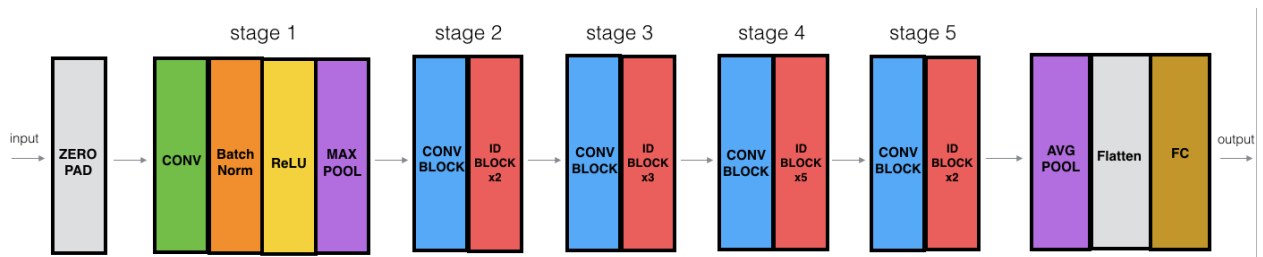 stage 1
stage 2
stage 3
stage 4
stage 5
input
ZERO
PAD
CONV
Batch
Norm
ReLU
MAX
POOL
CONV
BLOCK
ID
BLOCK
x2
CONV
BLOCK
ID
BLOCK
x3
CONV
BLOCK
ID
BLOCK
x5
CONV
BLOCK
ID
BLOCK
x2
AVG
POOL
Flatten
FC
output